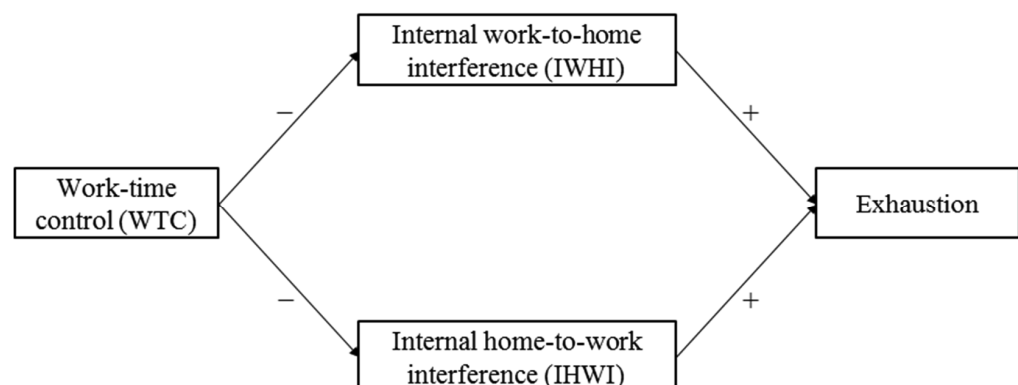 Internal work-to-home
interference (IWHI)
−
+
Work-time
control (WTC)
Exhaustion
−
+
Internal home-to-work
interference (IHWI)